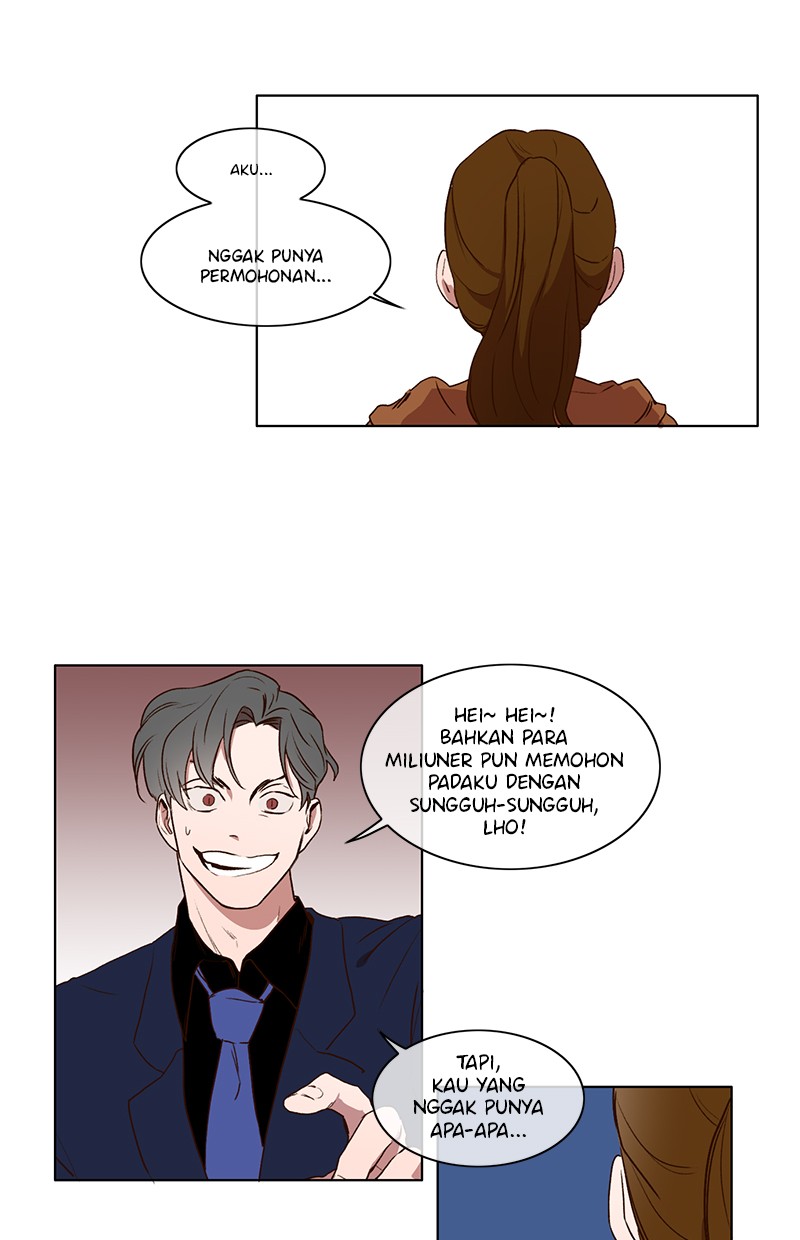 AKU...
NGGAK PUNYA
PERMOHONAN...
HEI~ HEI~!
BAHKAN PARA
MILIUNER PUN MEMOHON
PADAKU DENGAN
SUNGGUH-SUNGGUH,
LHO!
TAPI,
KAU YANG
NGGAK PUNYA
APA-APA...